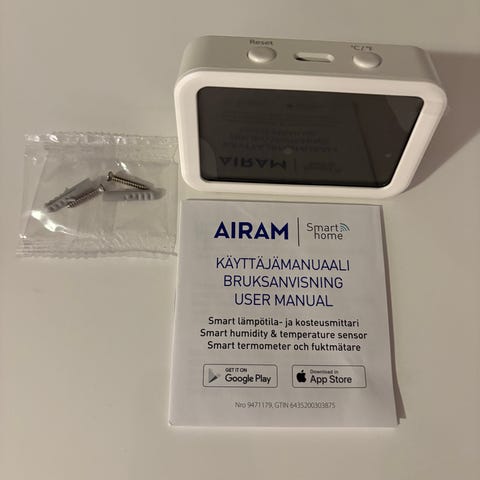 Reset
°C / °F
AIRAM
Smart
home
KÄYTTÄJÄMANUAALI
BRUKSANVISNING
USER MANUAL
Smart lämpötila- ja kosteusmittari
Smart humidity & temperature sensor
Smart termometer och fuktmätare
GET IT ON
Google Play
Download on
App Store
Nro 9471179, GTIN 6435200303875